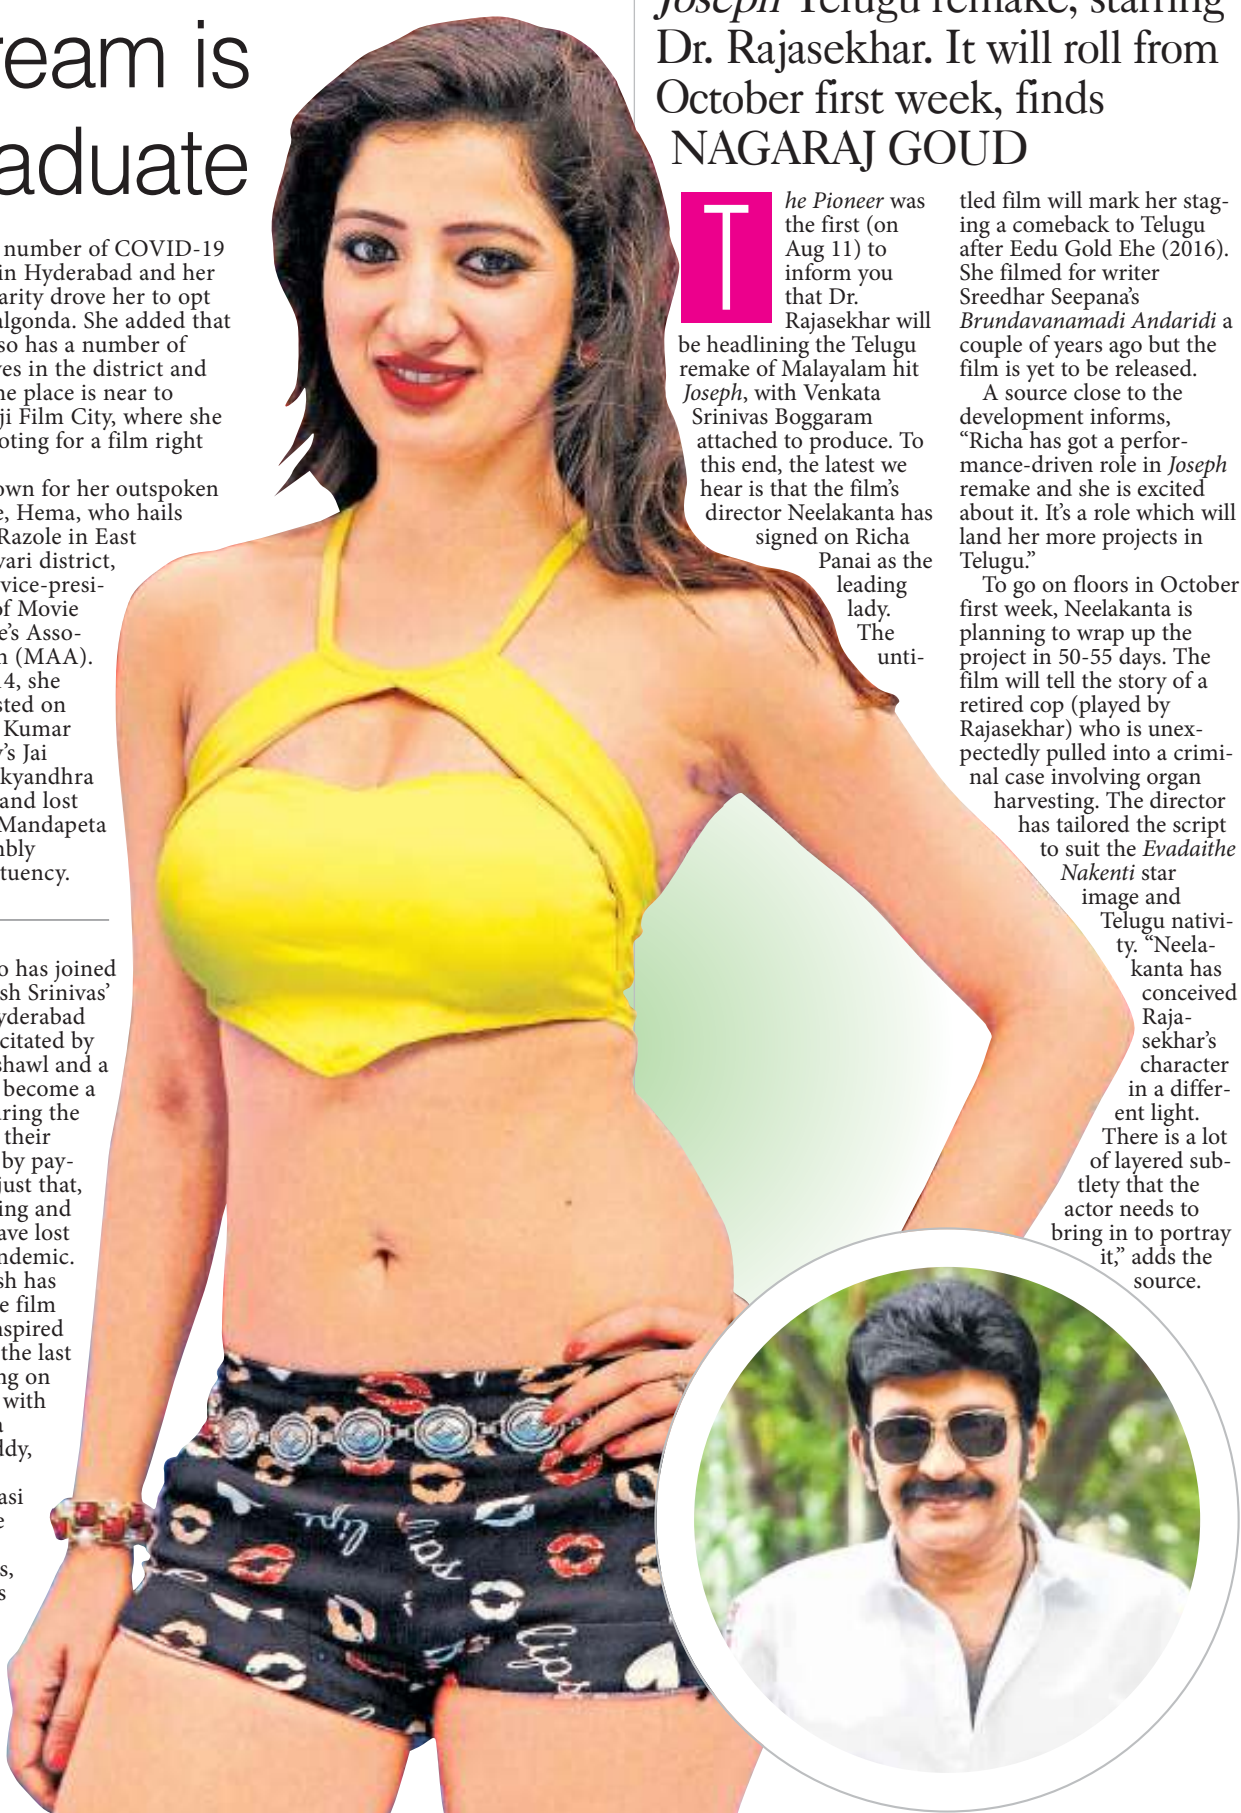 ream is
aduate
number of COVID-19
in Hyderabad and her
arity drove her to opt
algonda. She added that
so has a number of
es in the district and
ne place is near to
ji Film City, where she
oting for a film right
own for her outspoken
e, Hema, who hails
Razole in East
vari district,
vice-presi-
of Movie
e's Asso-
n (MAA).
14, she
sted on
Kumar
y's Jai
kyandhra
and lost
Mandapeta
nbly
tuency.
o has joined
sh Srinivas'
yderabad
citated by
shawl and a
become a
uring the
their
by pay-
just that,
ing and
ave lost
ndemic.
sh has
e film
nspired
the last
ng on
with
a
ddy,
asi
e
s,
s
Joseph Telugu remake, starring
Dr. Rajasekhar. It will roll from
October first week, finds
NAGARAJ GOUD
The Pioneer was
the first (on
Aug 11) to
inform you
that Dr.
Rajasekhar will
be headlining the Telugu
remake of Malayalam hit
Joseph, with Venkata
Srinivas Boggaram
attached to produce. To
this end, the latest we
hear is that the film's
director Neelakanta has
signed on Richa
Panai as the
leading
lady.
The
unti-
tled film will mark her stag-
ing a comeback to Telugu
after Eedu Gold Ehe (2016).
She filmed for writer
Sreedhar Seepana's
Brundavanamadi Andaridi a
couple of years ago but the
film is yet to be released.
A source close to the
development informs,
“Richa has got a perfor-
mance-driven role in Joseph
remake and she is excited
about it. It's a role which will
land her more projects in
Telugu.”
To go on floors in October
first week, Neelakanta is
planning to wrap up the
project in 50-55 days. The
film will tell the story of a
retired cop (played by
Rajasekhar) who is unex-
pectedly pulled into a crimi-
nal case involving organ
harvesting. The director
has tailored the script
to suit the Evadaithe
Nakenti star
image and
Telugu nativi-
ty. “Neela-
kanta has
conceived
Raja-
sekhar's
character
in a differ-
ent light.
There is a lot
of layered sub-
tlety that the
actor needs to
bring in to portray
it,” adds the
source.
lips